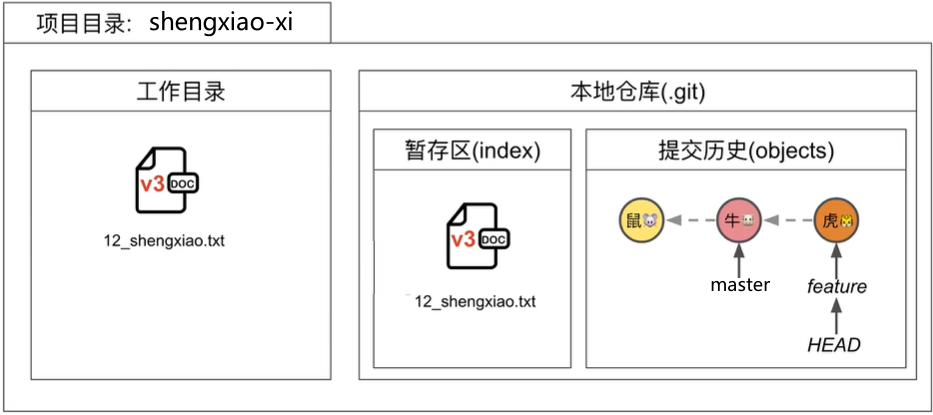 项目目录: shengxiao-xi
工作目录
v3 DOC
12_shengxiao.txt
本地仓库(.git)
暂存区(index)
v3 DOC
12_shengxiao.txt
提交历史(objects)
鼠 牛 虎
master
feature
HEAD